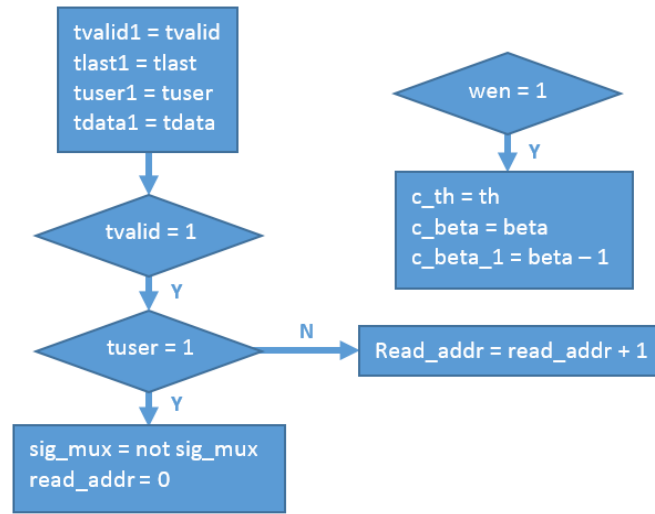 tvalid1 = tvalid
tlast1 = tlast
tuser1 = tuser
tdata1 = tdata
tvalid = 1
Y
tuser = 1
N
Read_addr = read_addr + 1
Y
sig_mux = not sig_mux
read_addr = 0
wen = 1
Y
c_th = th
c_beta = beta
c_beta_1 = beta – 1